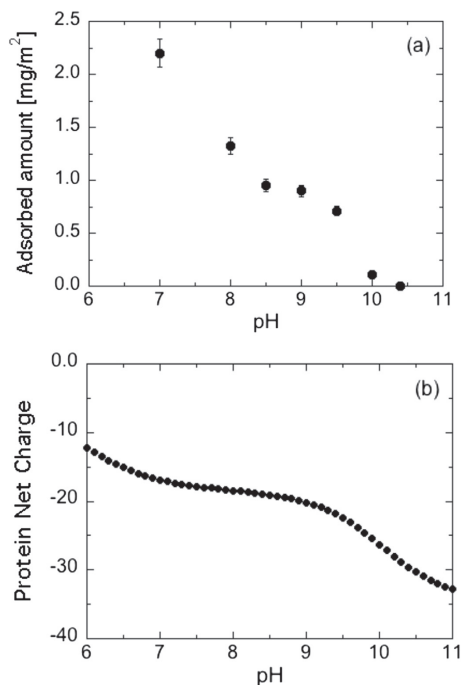 (a)
Adsorbed amount [mg/m²]
2.5
2.0
1.5
1.0
0.5
0.0
6 7 8 9 10 11
pH
(b)
Protein Net Charge
0.0
-10
-20
-30
-40
6 7 8 9 10 11
pH